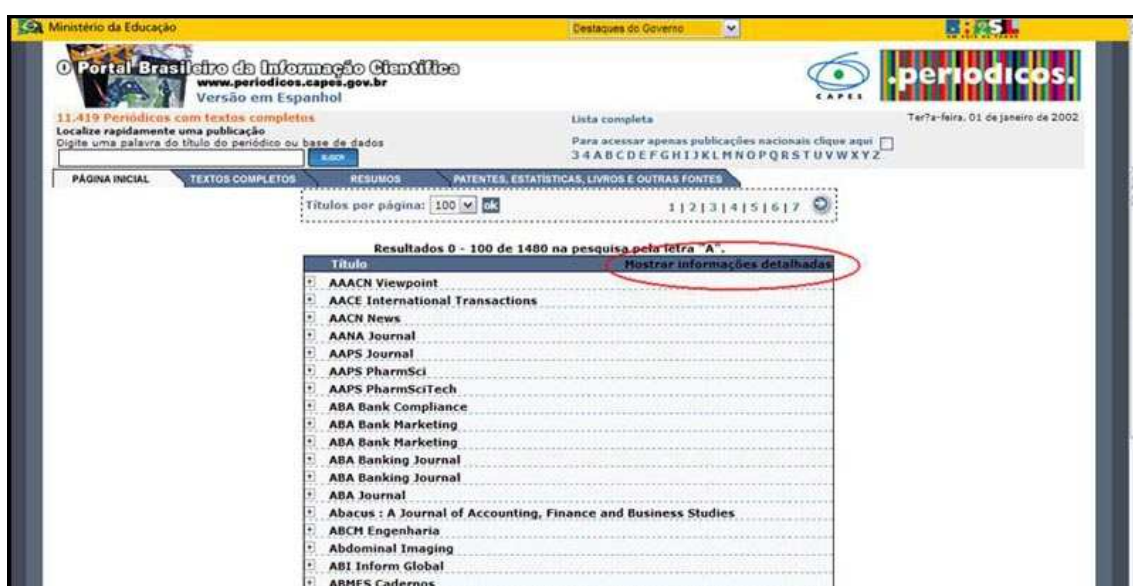 Ministério da Educação
Destaques do Governo
BRASIL
O Portal Brasileiro da Informação Científica
www.periodicos.capes.gov.br
Versão em Espanhol
CAPES
.periodicos.
11.419 Periódicos com textos completos
Localize rapidamente uma publicação
Digite uma palavra do título do periódico ou base de dados
Lista completa
Para acessar apenas publicações nacionais clique aqui
3 4 A B C D E F G H I J K L M N O P Q R S T U V W X Y Z
Ter?a-feira, 01 de janeiro de 2002
PÁGINA INICIAL TEXTOS COMPLETOS RESUMOS PATENTES, ESTATÍSTICAS, LIVROS E OUTRAS FONTES
Títulos por página: 100 ok 1 | 2 | 3 | 4 | 5 | 6 | 7
Resultados 0 - 100 de 1480 na pesquisa pela letra "A".
Título Mostrar informações detalhadas
AAACN Viewpoint
AACE International Transactions
AACN News
AANA Journal
AAPS Journal
AAPS PharmSci
AAPS PharmSciTech
ABA Bank Compliance
ABA Bank Marketing
ABA Bank Marketing
ABA Banking Journal
ABA Banking Journal
ABA Journal
Abacus : A Journal of Accounting, Finance and Business Studies
ABCM Engenharia
Abdominal Imaging
ABI Inform Global
ABMES Cadernos